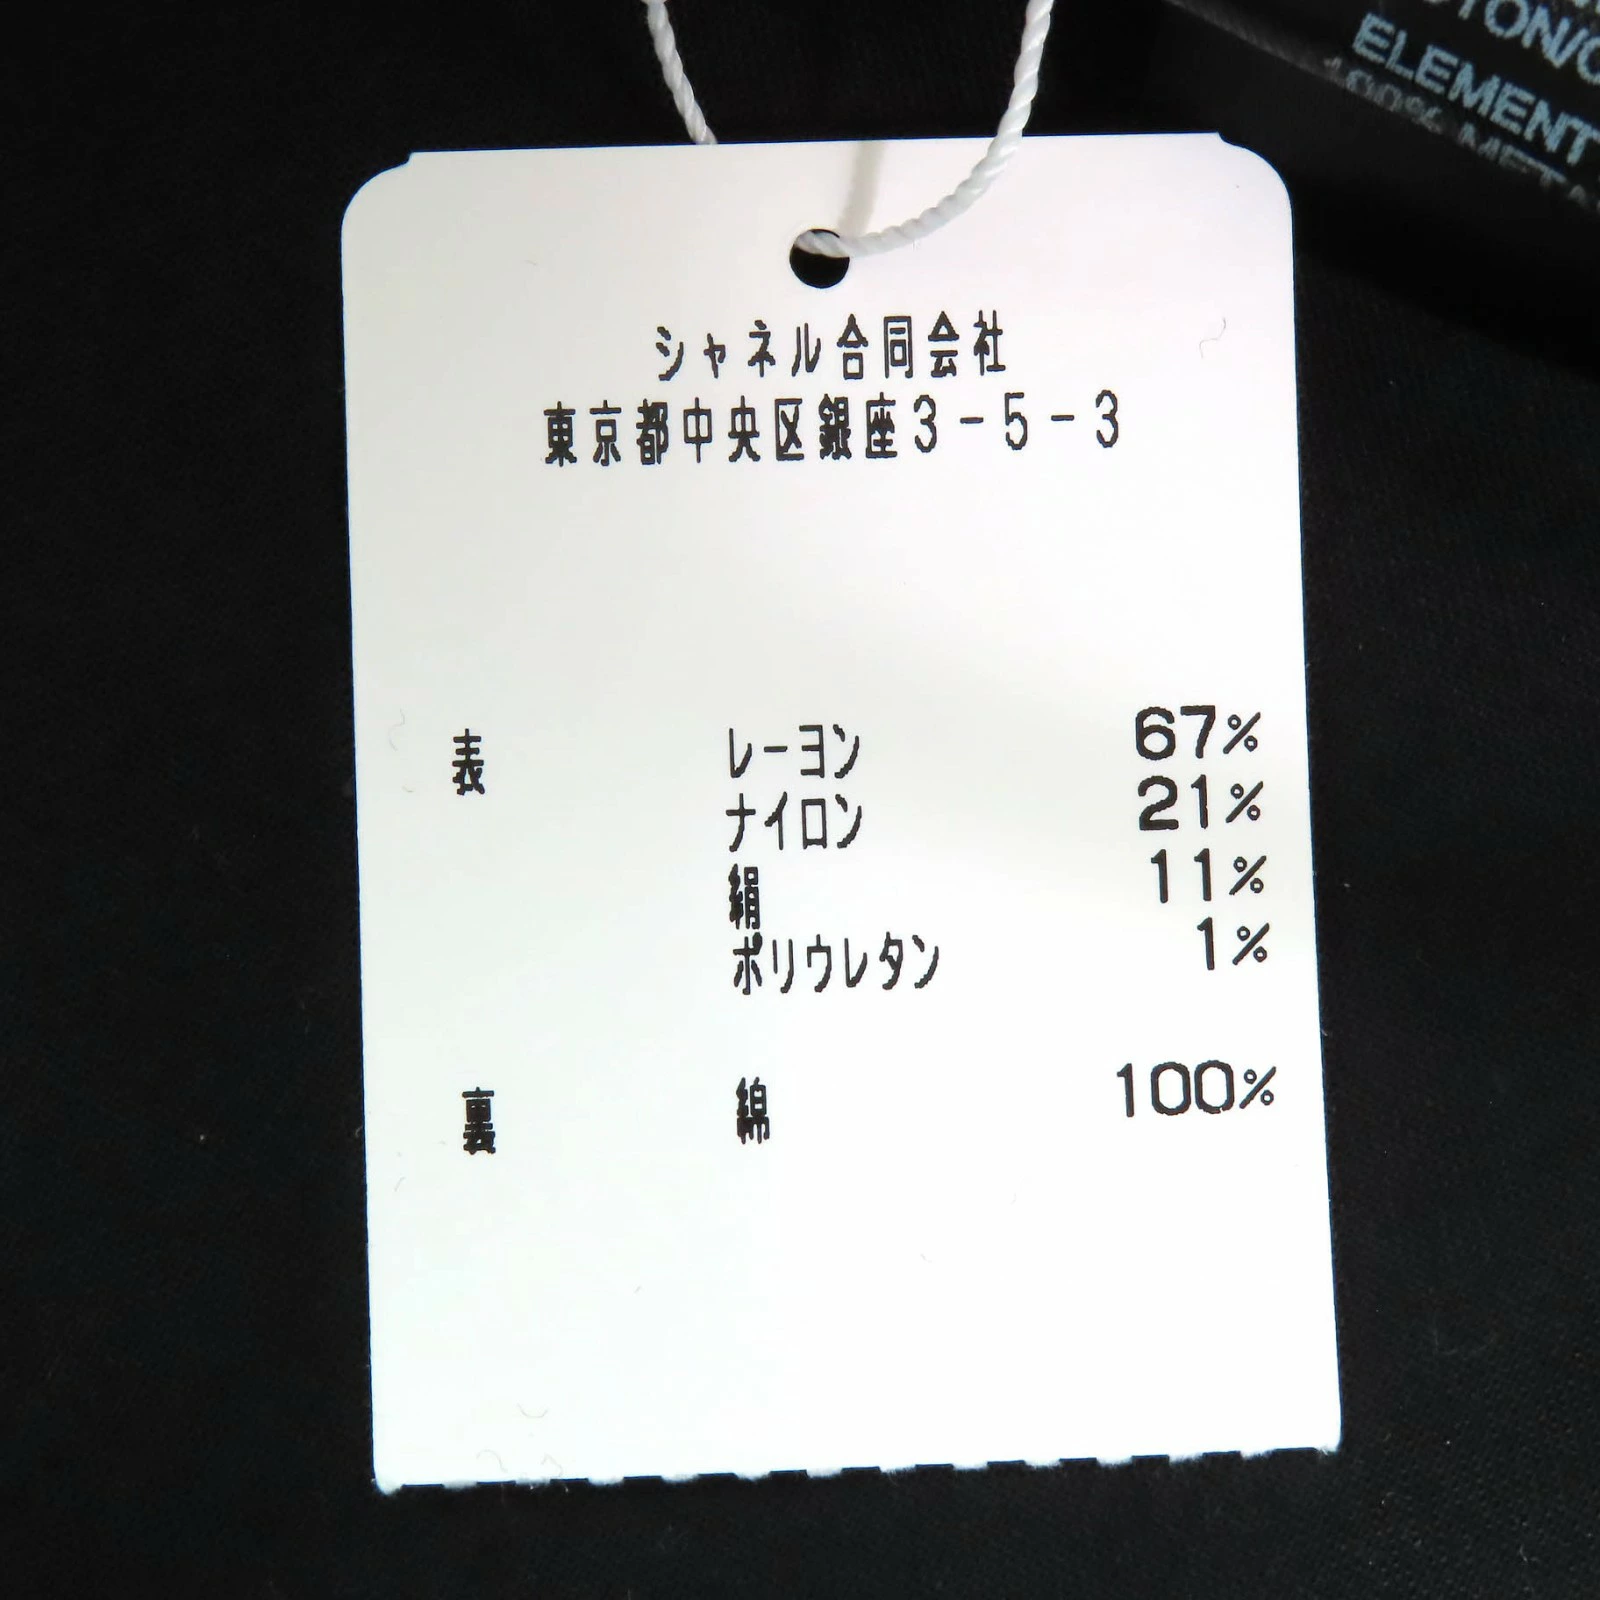 ELEMENT
100% META
シャネル合同会社
東京都中央区銀座3-5-3
表 レーヨン 67%
ナイロン 21%
絹 11%
ポリウレタン 1%
裏 綿 100%